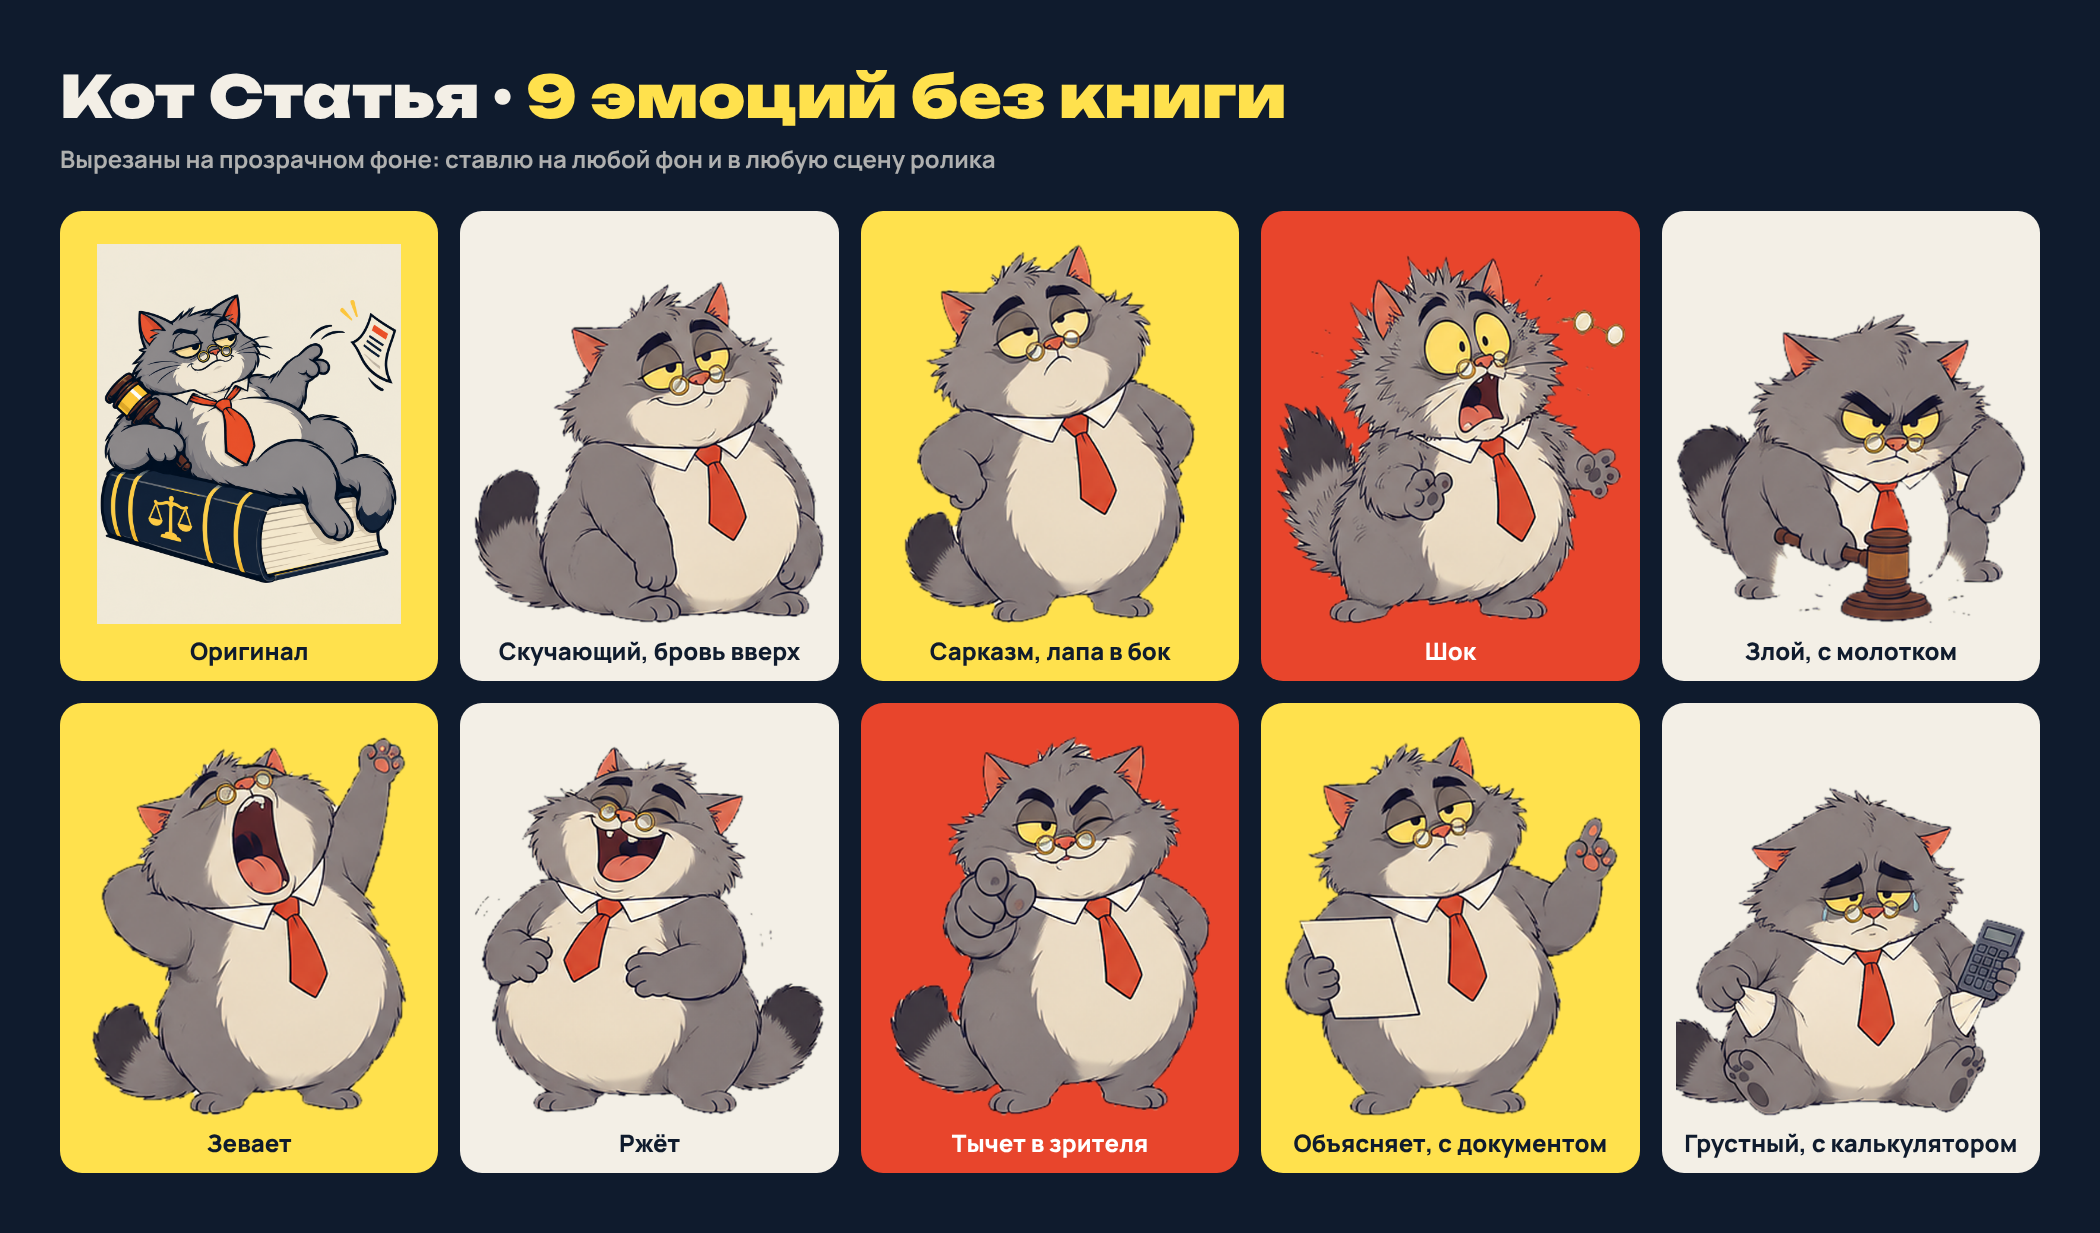 Кот Статья • 9 эмоций без книги
Вырезаны на прозрачном фоне: ставлю на любой фон и в любую сцену ролика
Оригинал
Скучающий, бровь вверх
Сарказм, лапа в бок
Шок
Злой, с молотком
Зевает
Ржёт
Тычет в зрителя
Объясняет, с документом
Грустный, с калькулятором